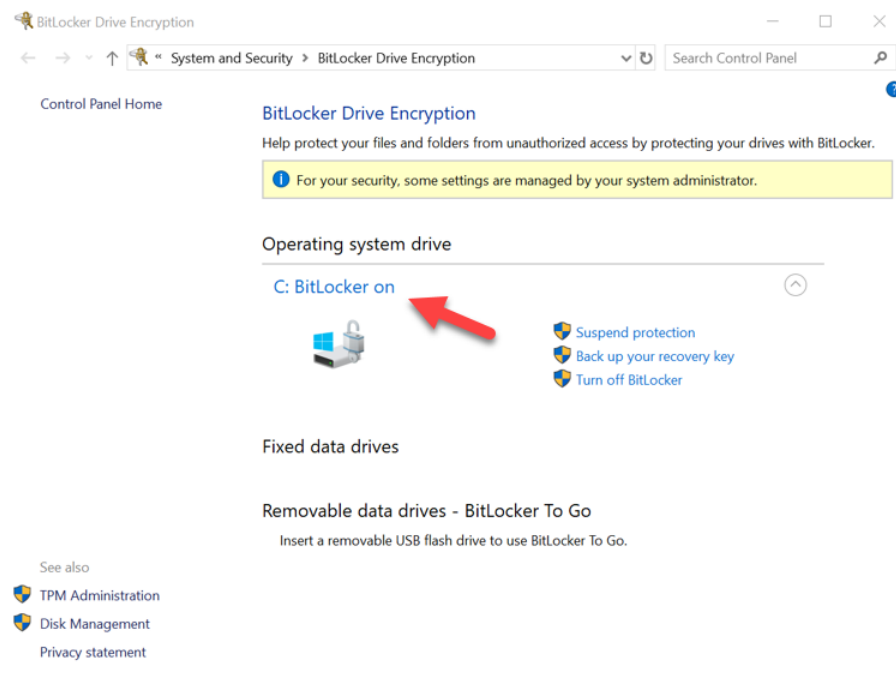 BitLocker Drive Encryption
« System and Security > BitLocker Drive Encryption
Search Control Panel
?
Control Panel Home
BitLocker Drive Encryption
Help protect your files and folders from unauthorized access by protecting your drives with BitLocker.
i For your security, some settings are managed by your system administrator.
Operating system drive
C: BitLocker on
Suspend protection
Back up your recovery key
Turn off BitLocker
Fixed data drives
Removable data drives - BitLocker To Go
Insert a removable USB flash drive to use BitLocker To Go.
See also
TPM Administration
Disk Management
Privacy statement